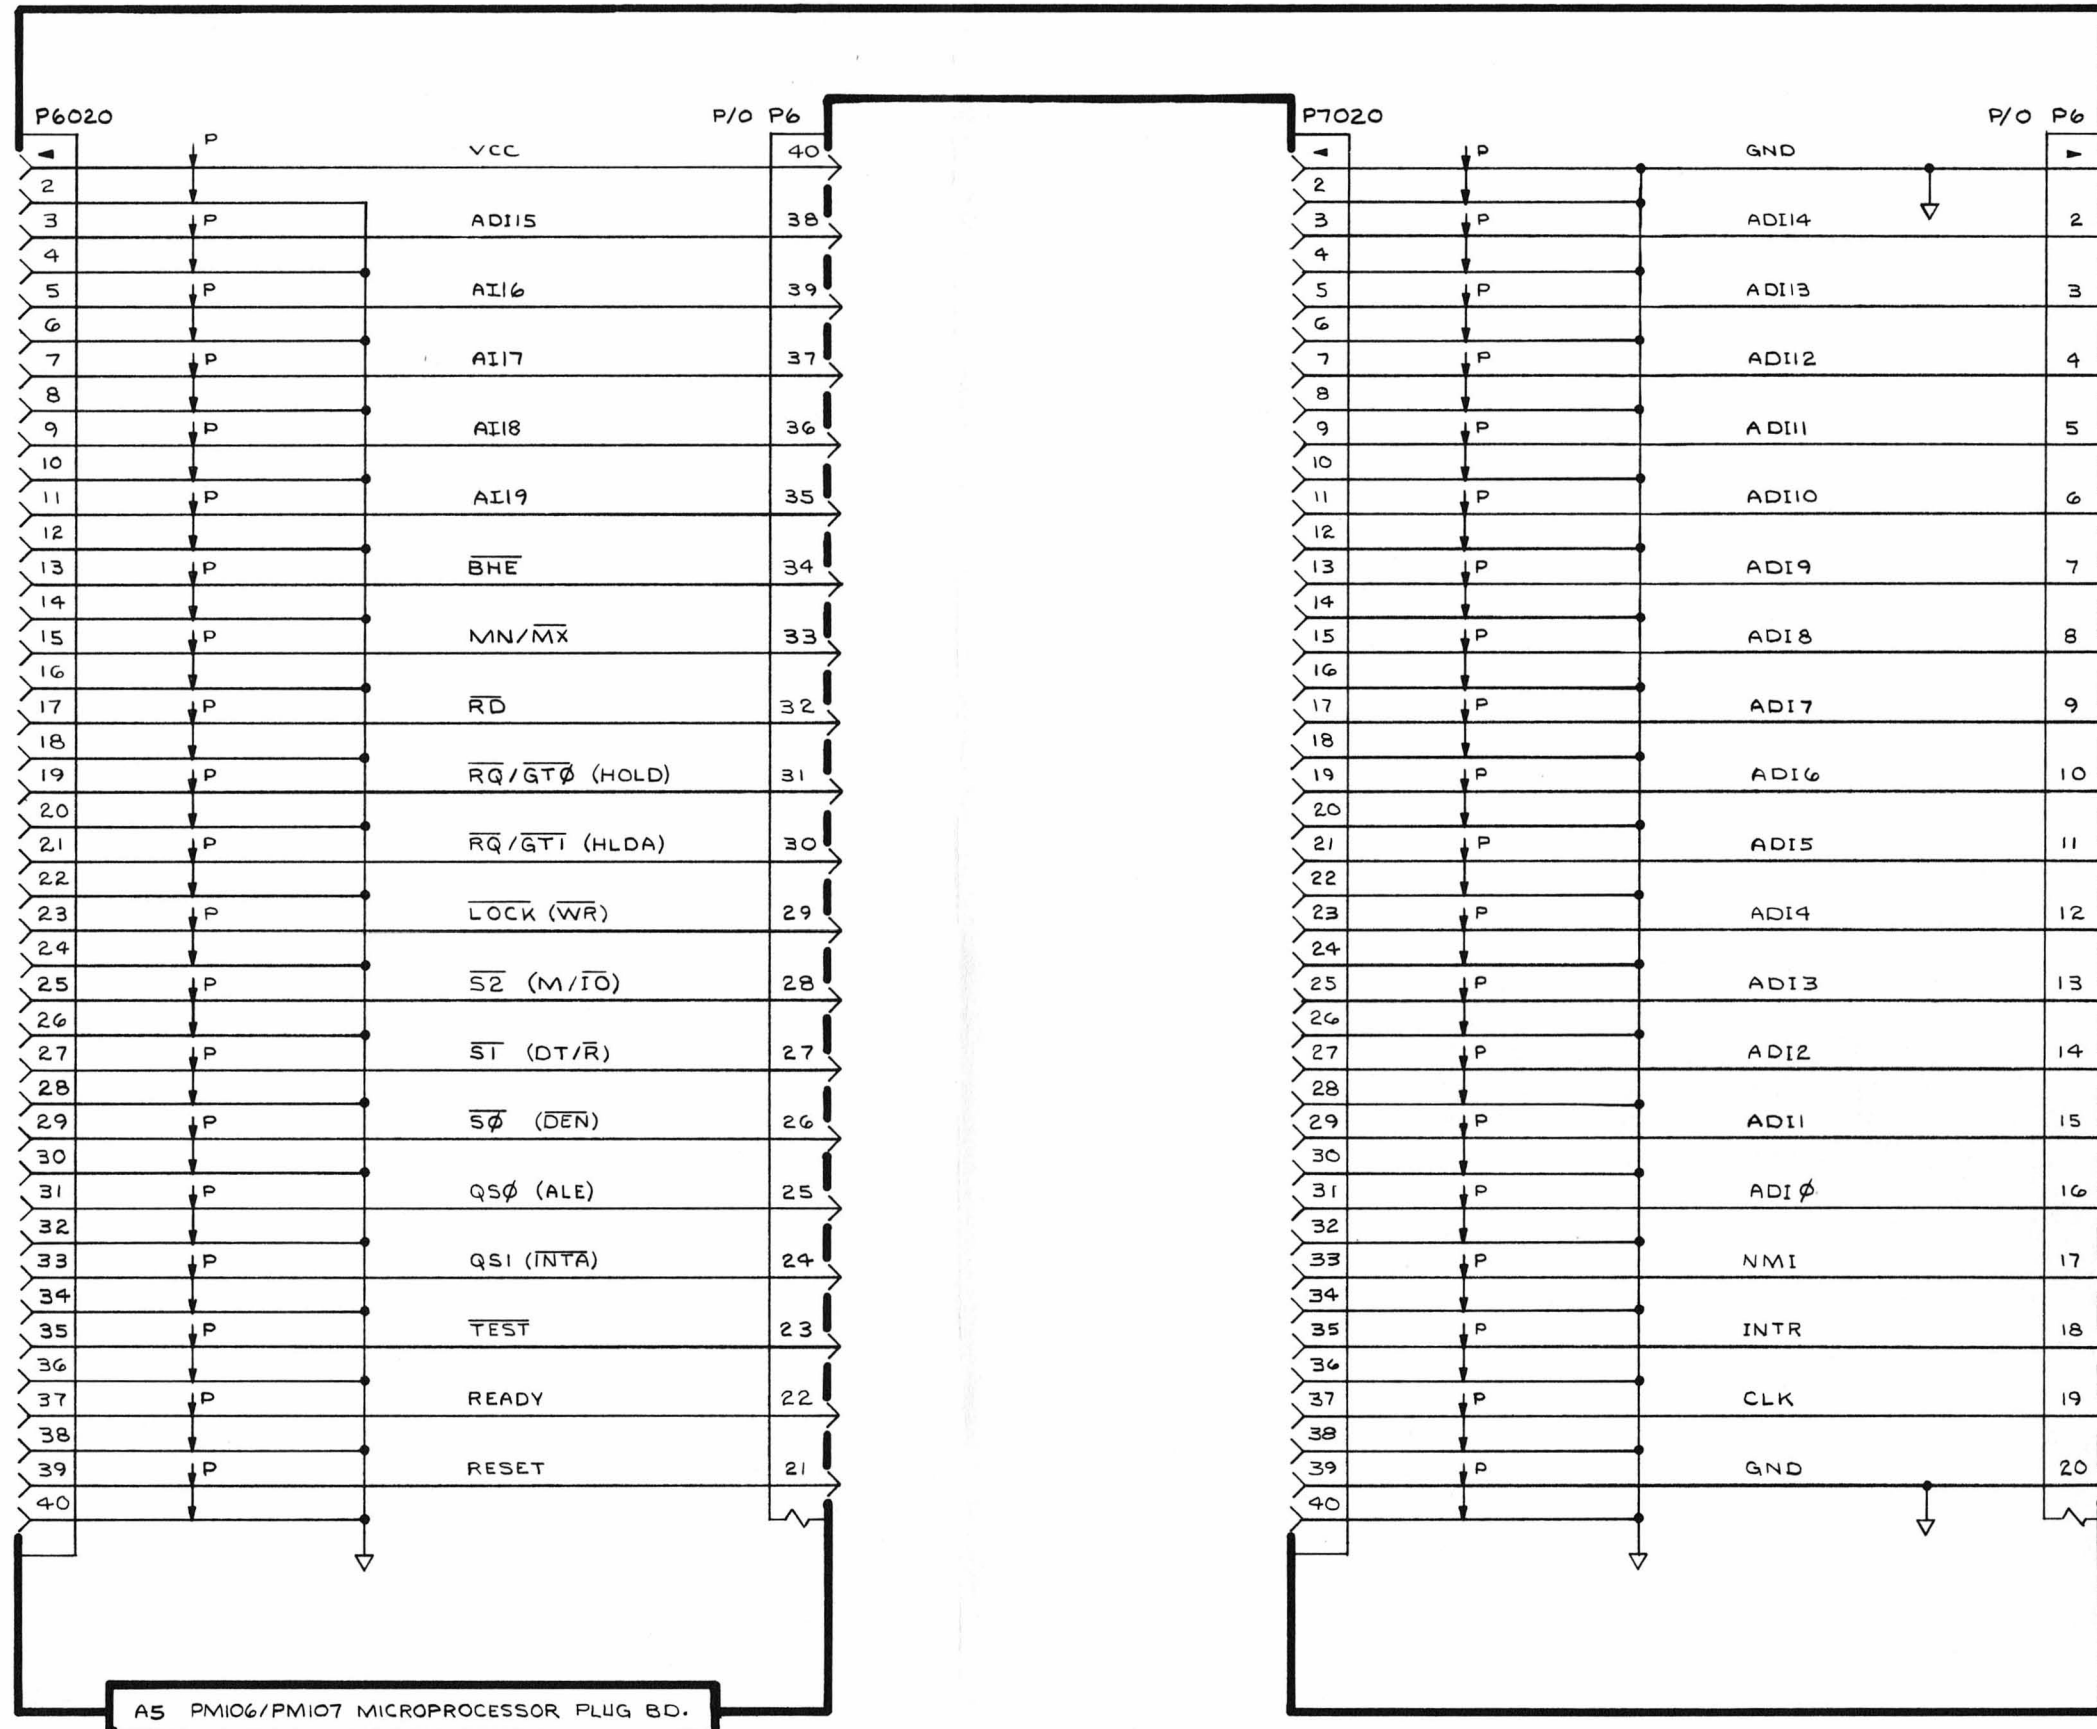 P6020 P/O P6
P VCC 40
2
3 P ADI15 38
4
5 P AI16 39
6
7 P AI17 37
8
9 P AI18 36
10
11 P AI19 35
12
13 P BHE 34
14
15 P MN/MX 33
16
17 P RD 32
18
19 P RQ/GTØ (HOLD) 31
20
21 P RQ/GT1 (HLDA) 30
22
23 P LOCK (WR) 29
24
25 P S2 (M/IO) 28
26
27 P S1 (DT/R) 27
28
29 P SØ (DEN) 26
30
31 P QSØ (ALE) 25
32
33 P QS1 (INTA) 24
34
35 P TEST 23
36
37 P READY 22
38
39 P RESET 21
40
A5 PM106/PM107 MICROPROCESSOR PLUG BD.
P7020 P/O P6
P GND
2
3 P ADI14 2
4
5 P ADI13 3
6
7 P ADI12 4
8
9 P ADI11 5
10
11 P ADI10 6
12
13 P ADI9 7
14
15 P ADI8 8
16
17 P ADI7 9
18
19 P ADI6 10
20
21 P ADI5 11
22
23 P ADI4 12
24
25 P ADI3 13
26
27 P ADI2 14
28
29 P ADI1 15
30
31 P ADIØ 16
32
33 P NMI 17
34
35 P INTR 18
36
37 P CLK 19
38
39 P GND 20
40